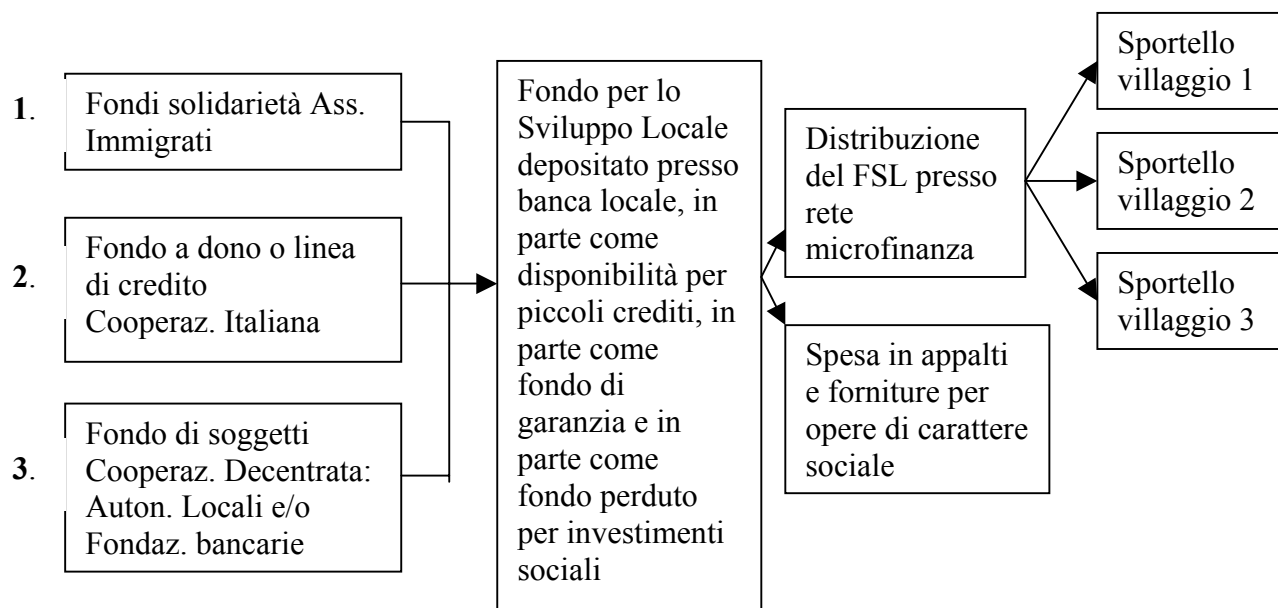 1.
Fondi solidarietà Ass.
Immigrati
2.
Fondo a dono o linea
di credito
Cooperaz. Italiana
3.
Fondo di soggetti
Cooperaz. Decentrata:
Auton. Locali e/o
Fondaz. bancarie
Fondo per lo
Sviluppo Locale
depositato presso
banca locale, in
parte come
disponibilità per
piccoli crediti, in
parte come
fondo di
garanzia e in
parte come
fondo perduto
per investimenti
sociali
Distribuzione
del FSL presso
rete
microfinanza
Spesa in appalti
e forniture per
opere di carattere
sociale
Sportello
villaggio 1
Sportello
villaggio 2
Sportello
villaggio 3